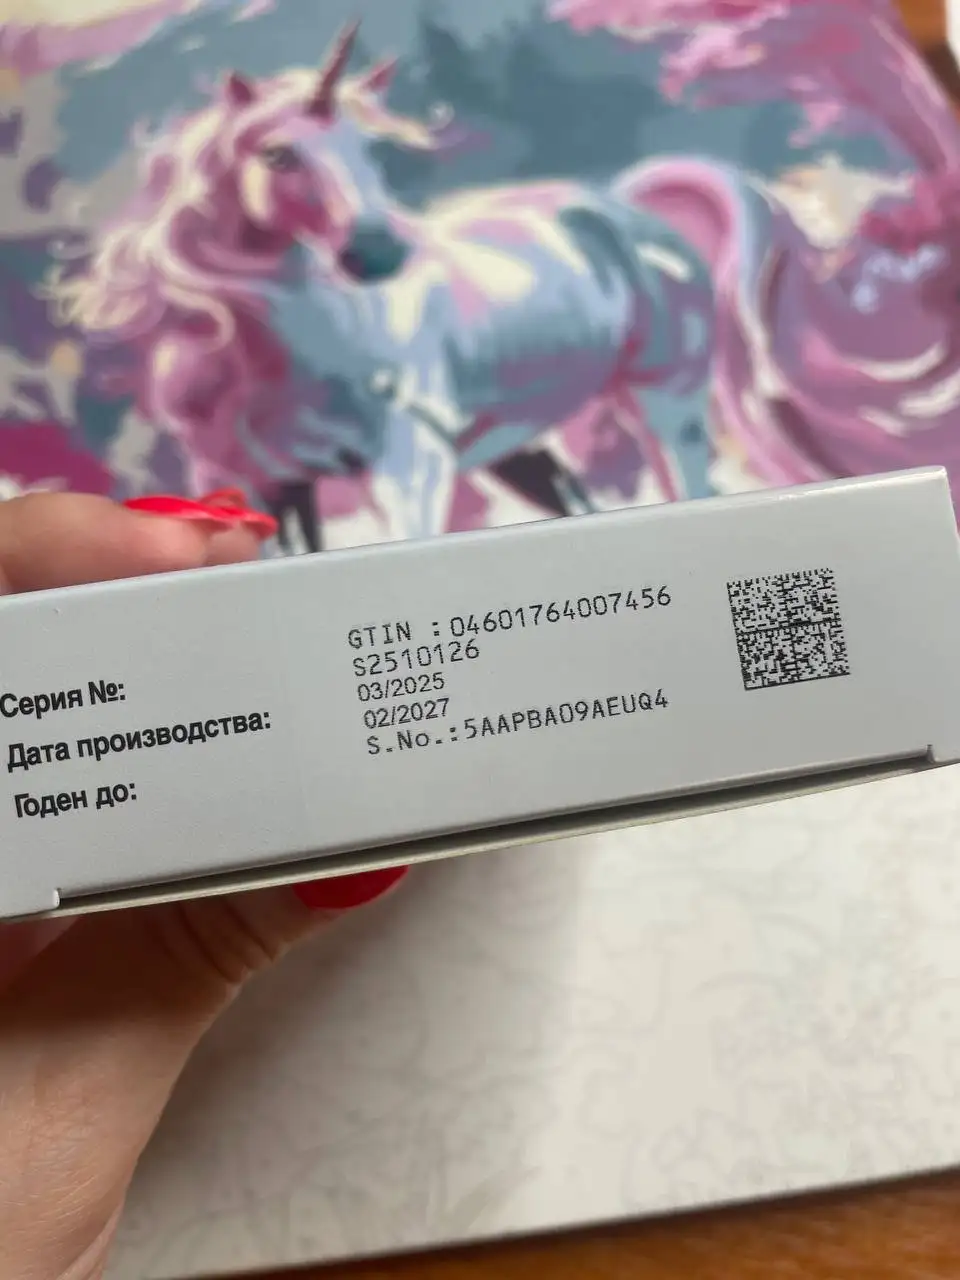 Серия №:
Дата производства:
Годен до:
GTIN :04601764007456
S2510126
03/2025
02/2027
S.No.:5AAPBA09AEUQ4